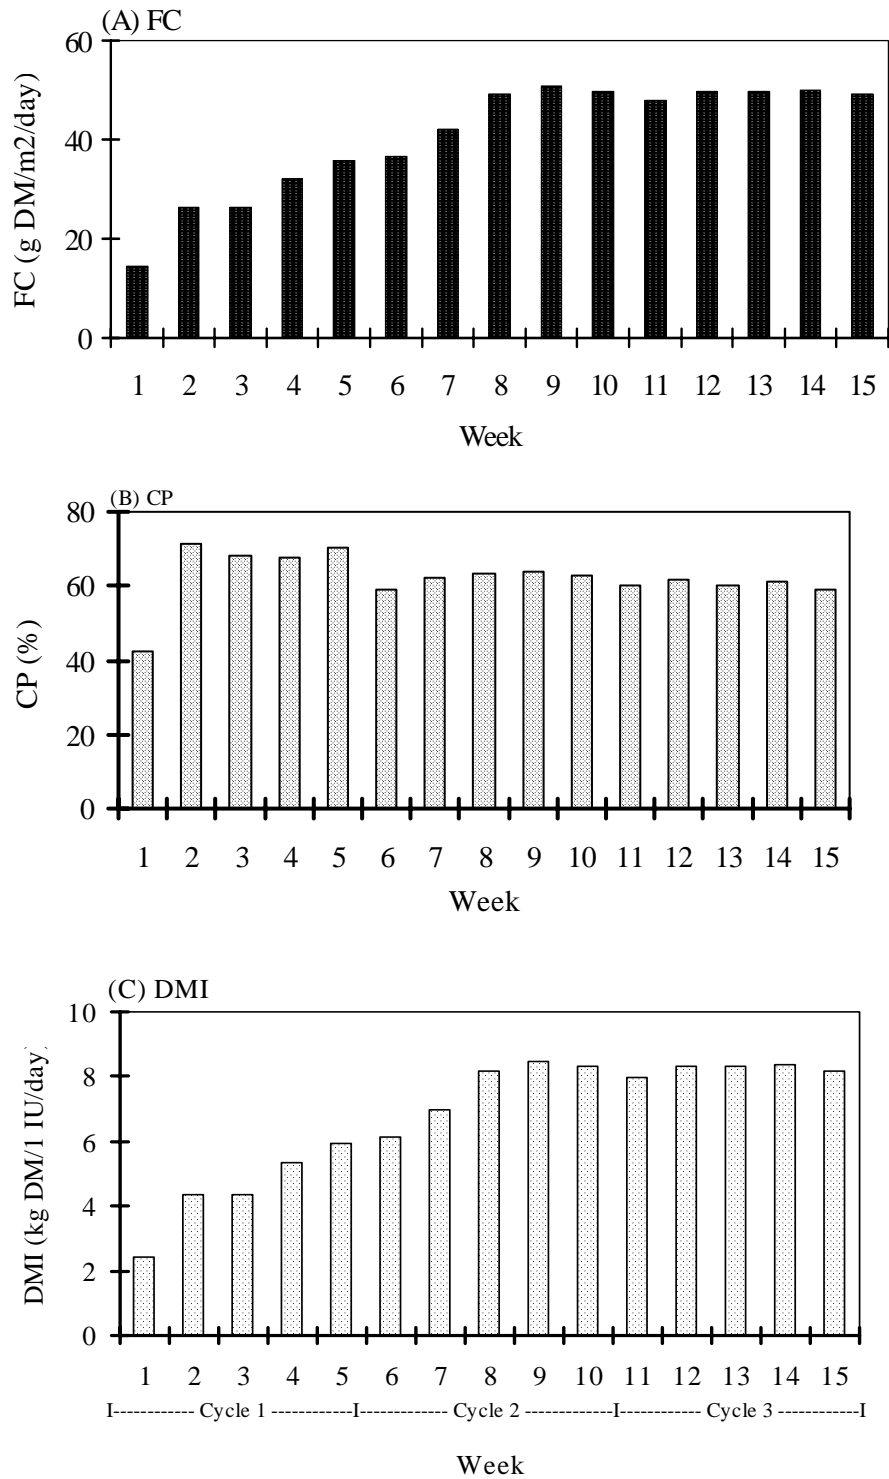 (A) FC
60
40
20
0
FC (g DM/m2/day)
1 2 3 4 5 6 7 8 9 10 11 12 13 14 15
Week
(B) CP
80
60
40
20
0
CP (%)
1 2 3 4 5 6 7 8 9 10 11 12 13 14 15
Week
(C) DMI
10
8
6
4
2
0
DMI (kg DM/1 IU/day)
1 2 3 4 5 6 7 8 9 10 11 12 13 14 15
I------------ Cycle 1 ------------I------------- Cycle 2 -------------I------------- Cycle 3 ------------I
Week